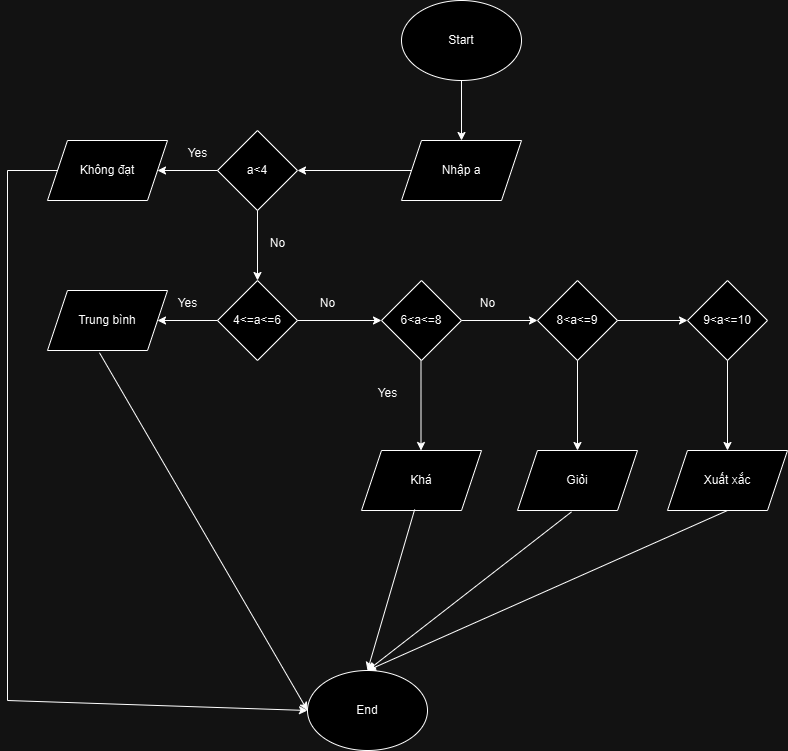 Start
Nhập a
a<4
Yes
Không đạt
No
4<=a<=6
Yes
Trung bình
No
6<a<=8
No
8<a<=9
9<a<=10
Yes
Khá
Giỏi
Xuất xắc
End